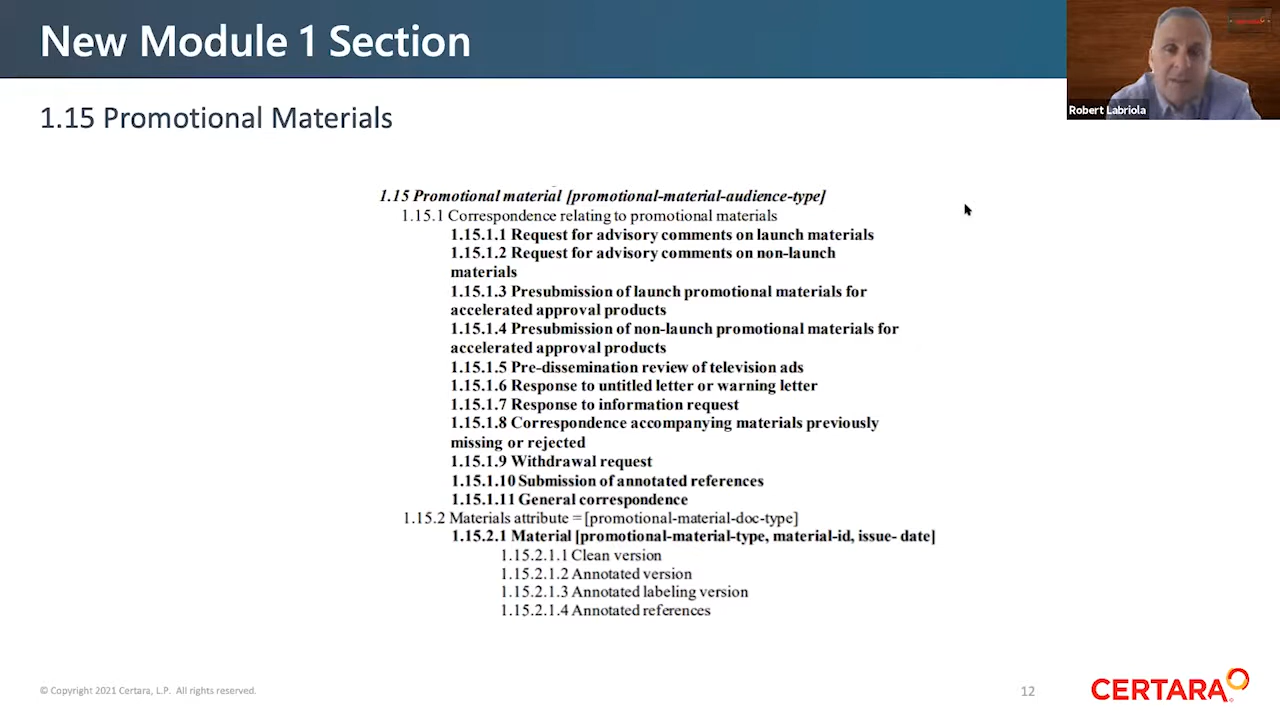 New Module 1 Section
Robert Labriola
1.15 Promotional Materials
1.15 Promotional material [promotional-material-audience-type]
1.15.1 Correspondence relating to promotional materials
1.15.1.1 Request for advisory comments on launch materials
1.15.1.2 Request for advisory comments on non-launch
materials
1.15.1.3 Presubmission of launch promotional materials for
accelerated approval products
1.15.1.4 Presubmission of non-launch promotional materials for
accelerated approval products
1.15.1.5 Pre-dissemination review of television ads
1.15.1.6 Response to untitled letter or warning letter
1.15.1.7 Response to information request
1.15.1.8 Correspondence accompanying materials previously
missing or rejected
1.15.1.9 Withdrawal request
1.15.1.10 Submission of annotated references
1.15.1.11 General correspondence
1.15.2 Materials attribute = [promotional-material-doc-type]
1.15.2.1 Material [promotional-material-type, material-id, issue- date]
1.15.2.1.1 Clean version
1.15.2.1.2 Annotated version
1.15.2.1.3 Annotated labeling version
1.15.2.1.4 Annotated references
© Copyright 2021 Certara, L.P. All rights reserved.
12
CERTARA